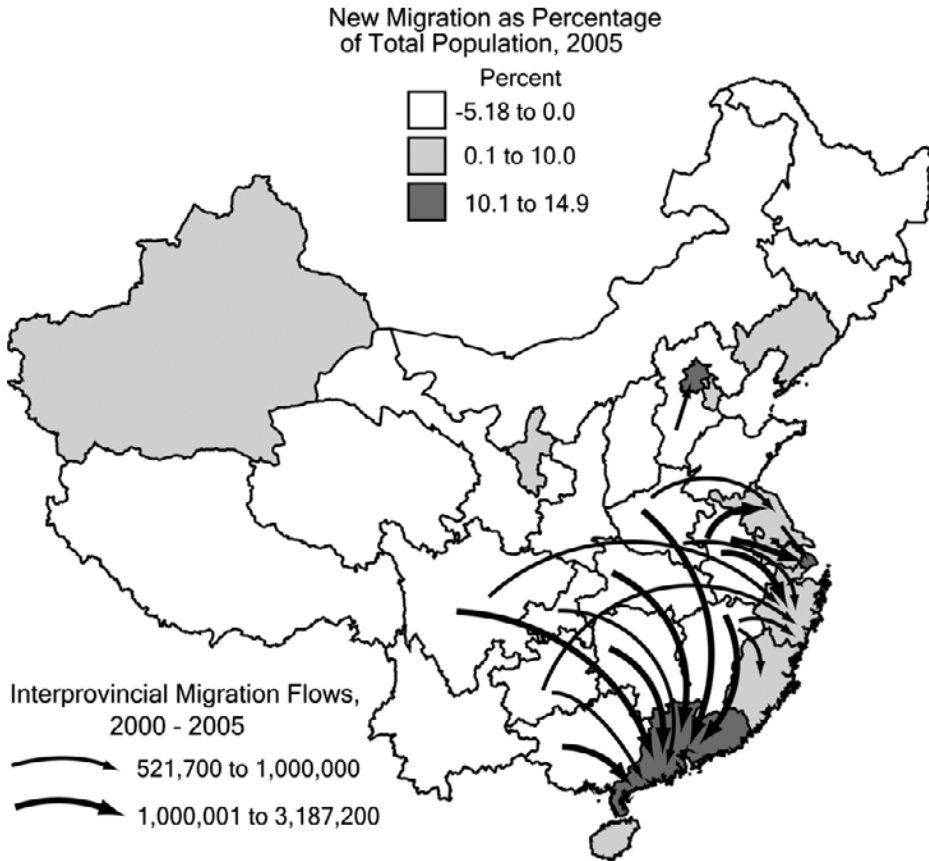 New Migration as Percentage
of Total Population, 2005
Percent
-5.18 to 0.0
0.1 to 10.0
10.1 to 14.9
Interprovincial Migration Flows,
2000 - 2005
521,700 to 1,000,000
1,000,001 to 3,187,200